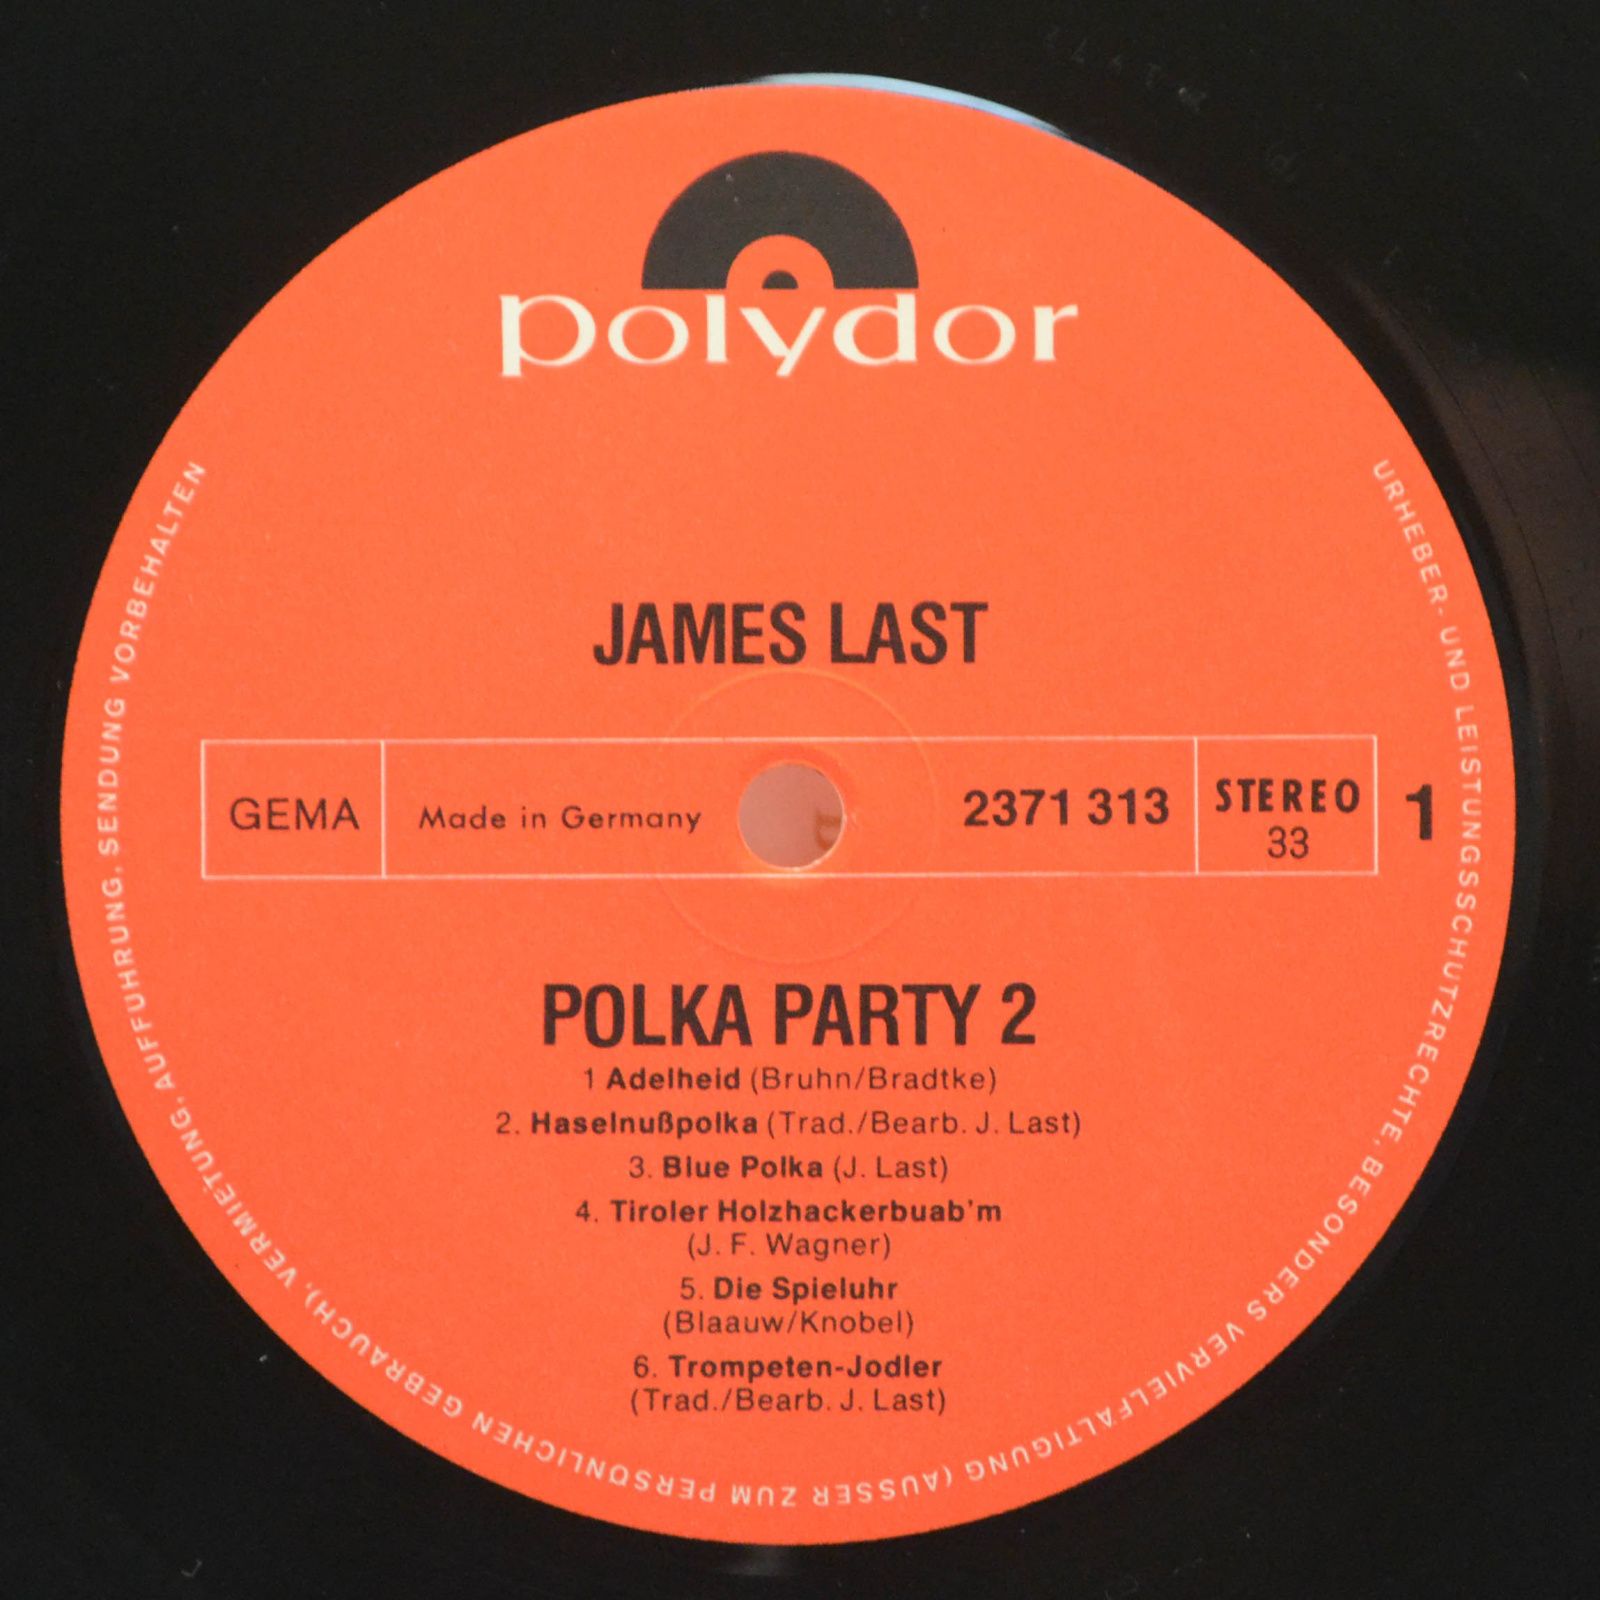 polydor
JAMES LAST
GEMA
Made in Germany
2371 313
STEREO
33
1
POLKA PARTY 2
1 Adelheid (Bruhn/Bradtke)
2. Haselnußpolka (Trad./Bearb. J. Last)
3. Blue Polka (J. Last)
4. Tiroler Holzhackerbuab'm
(J. F. Wagner)
5. Die Spieluhr
(Blaauw/Knobel)
6. Trompeten-Jodler
(Trad./Bearb. J. Last)
URHEBER- UND LEISTUNGSSCHUTZRECHTE, BESONDERS VERVIELFÄLTIGUNG (AUSSER ZUM PERSÖNLICHEN GEBRAUCH), VERMIETUNG, AUFFÜHRUNG, SENDUNG VORBEHALTEN